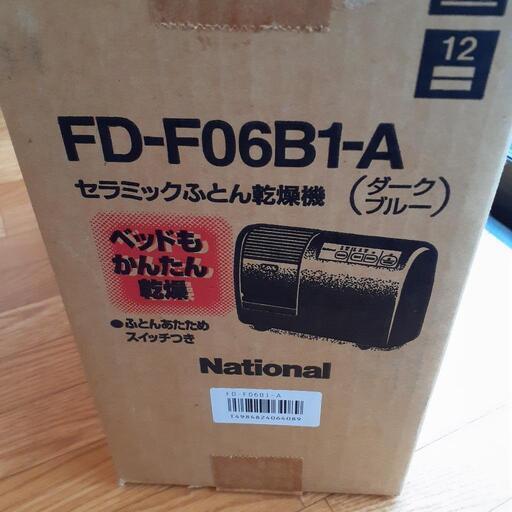 12
FD-F06B1-A
セラミックふとん乾燥機
(ダーク
ブルー)
ベッドも
かんたん
乾燥
●ふとんあたため
スイッチつき
National
FD-F06B1-A